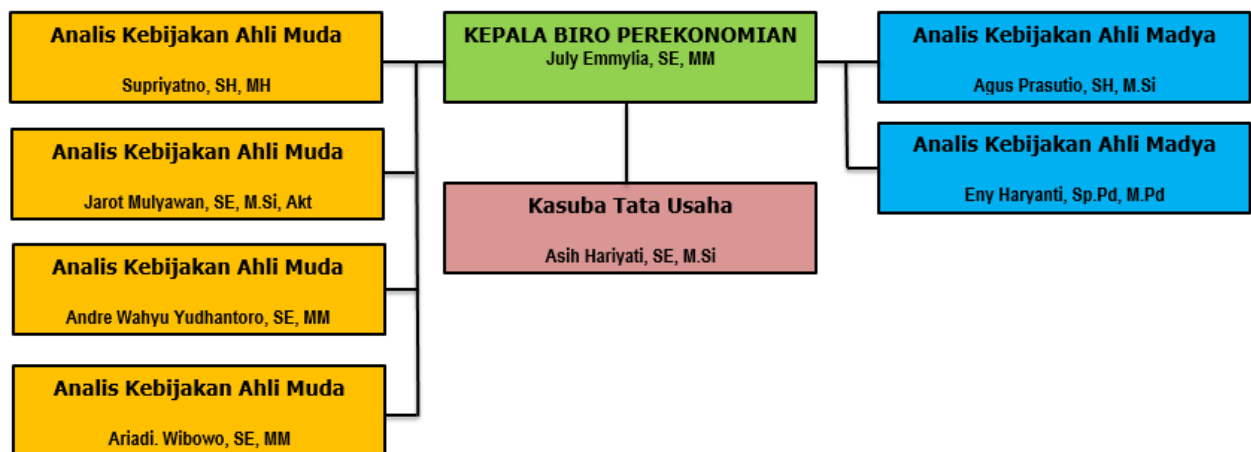 Analis Kebijakan Ahli Muda
Supriyatno, SH, MH
Analis Kebijakan Ahli Muda
Jarot Mulyawan, SE, M.Si, Akt
Analis Kebijakan Ahli Muda
Andre Wahyu Yudhantoro, SE, MM
Analis Kebijakan Ahli Muda
Ariadi. Wibowo, SE, MM
KEPALA BIRO PEREKONOMIAN
July Emmylia, SE, MM
Kasuba Tata Usaha
Asih Hariyati, SE, M.Si
Analis Kebijakan Ahli Madya
Agus Prasutio, SH, M.Si
Analis Kebijakan Ahli Madya
Eny Haryanti, Sp.Pd, M.Pd